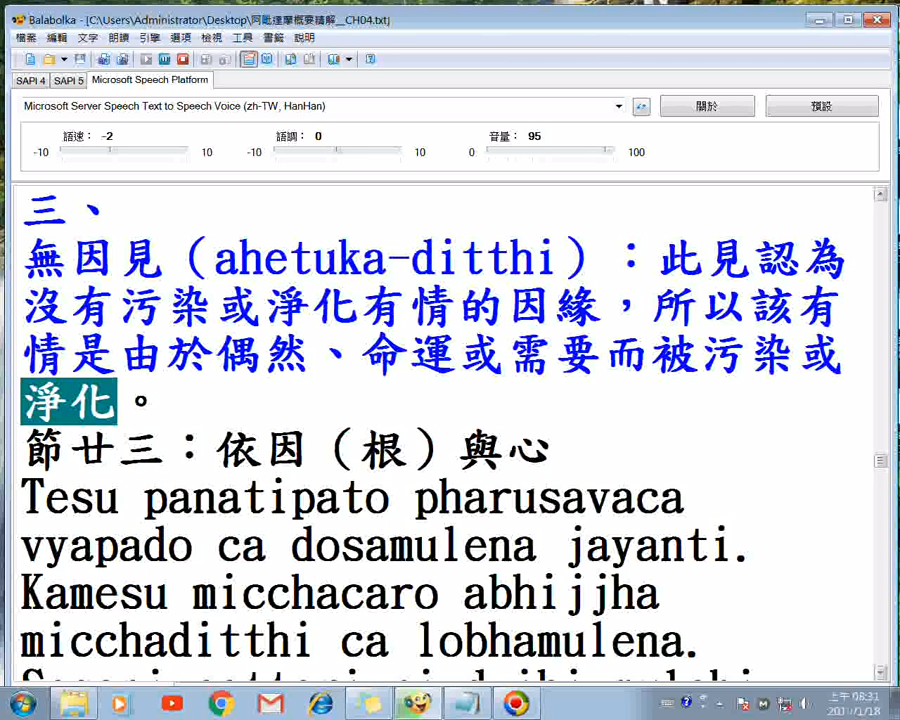 Balabolka - [C:\Users\Administrator\Desktop\阿毗達摩概要精解__CH04.txt]
檔案 編輯 文字 朗讀 引擎 選項 檢視 工具 書籤 說明
SAPI 4 SAPI 5 Microsoft Speech Platform
Microsoft Server Speech Text to Speech Voice (zh-TW, HanHan) 關於 預設
語速： -2 語調： 0 音量： 95
-10 10 -10 10 0 100
三、
無因見（ahetuka-ditthi）：此見認為
沒有污染或淨化有情的因緣，所以該有
情是由於偶然、命運或需要而被污染或
淨化。
節廿三：依因（根）與心
Tesu panatipato pharusavaca
vyapado ca dosamulena jayanti.
Kamesu micchacaro abhijjha
micchaditthi ca lobhamulena.
上午 08:31